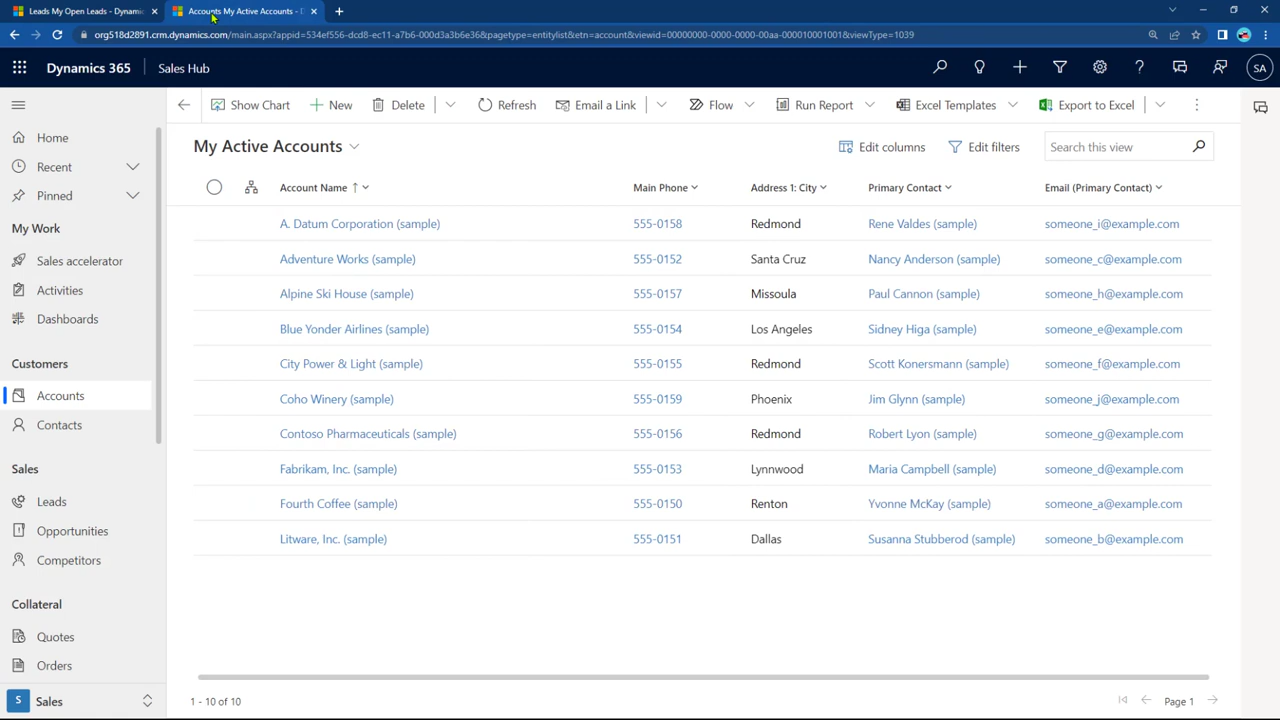 Leads My Open Leads - Dynamic
Accounts My Active Accounts - D
org518d2891.crm.dynamics.com/main.aspx?appid=534ef556-dcd8-ec11-a7b6-000d3a3b6e36&pagetype=entitylist&etn=account&viewid=00000000-0000-0000-00aa-000010001001&viewType=1039
Dynamics 365 Sales Hub SA
Show Chart New Delete Refresh Email a Link Flow Run Report Excel Templates Export to Excel
Home
Recent
Pinned
My Work
Sales accelerator
Activities
Dashboards
Customers
Accounts
Contacts
Sales
Leads
Opportunities
Competitors
Collateral
Quotes
Orders
S Sales
My Active Accounts Edit columns Edit filters Search this view
Account Name Main Phone Address 1: City Primary Contact Email (Primary Contact)
A. Datum Corporation (sample) 555-0158 Redmond Rene Valdes (sample) someone_i@example.com
Adventure Works (sample) 555-0152 Santa Cruz Nancy Anderson (sample) someone_c@example.com
Alpine Ski House (sample) 555-0157 Missoula Paul Cannon (sample) someone_h@example.com
Blue Yonder Airlines (sample) 555-0154 Los Angeles Sidney Higa (sample) someone_e@example.com
City Power & Light (sample) 555-0155 Redmond Scott Konersmann (sample) someone_f@example.com
Coho Winery (sample) 555-0159 Phoenix Jim Glynn (sample) someone_j@example.com
Contoso Pharmaceuticals (sample) 555-0156 Redmond Robert Lyon (sample) someone_g@example.com
Fabrikam, Inc. (sample) 555-0153 Lynnwood Maria Campbell (sample) someone_d@example.com
Fourth Coffee (sample) 555-0150 Renton Yvonne McKay (sample) someone_a@example.com
Litware, Inc. (sample) 555-0151 Dallas Susanna Stubberod (sample) someone_b@example.com
1 - 10 of 10 Page 1